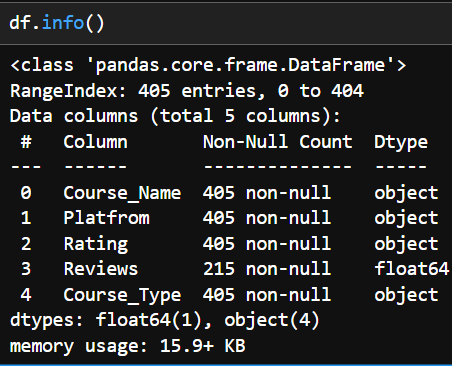 df.info()
<class 'pandas.core.frame.DataFrame'>
RangeIndex: 405 entries, 0 to 404
Data columns (total 5 columns):
 #   Column       Non-Null Count  Dtype
---  ------       --------------  -----
 0   Course_Name  405 non-null    object
 1   Platfrom     405 non-null    object
 2   Rating       405 non-null    object
 3   Reviews      215 non-null    float64
 4   Course_Type  405 non-null    object
dtypes: float64(1), object(4)
memory usage: 15.9+ KB